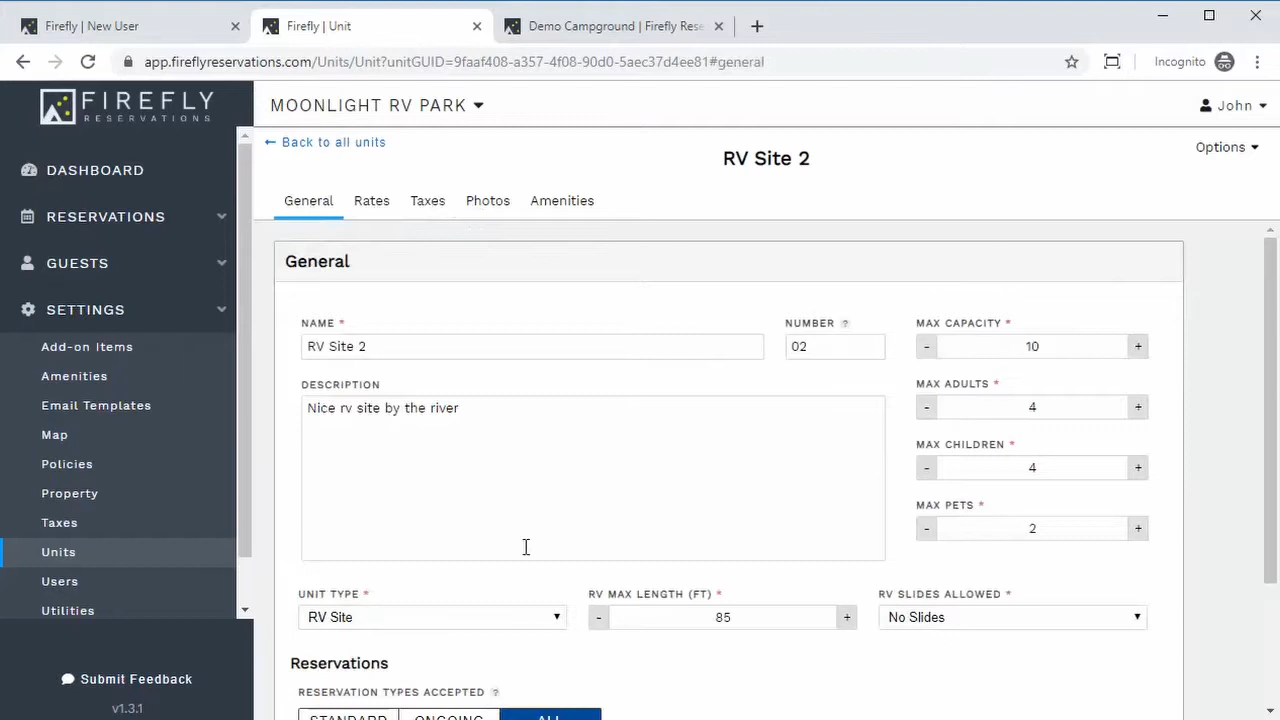 Firefly | New User
Firefly | Unit
Demo Campground | Firefly Rese
app.fireflyreservations.com/Units/Unit?unitGUID=9faaf408-a357-4f08-90d0-5aec37d4ee81#general
Incognito
FIREFLY
RESERVATIONS
MOONLIGHT RV PARK
John
← Back to all units
Options
RV Site 2
DASHBOARD
RESERVATIONS
GUESTS
SETTINGS
Add-on Items
Amenities
Email Templates
Map
Policies
Property
Taxes
Units
Users
Utilities
Submit Feedback
v1.3.1
General
Rates
Taxes
Photos
Amenities
General
NAME *
NUMBER ?
MAX CAPACITY *
RV Site 2
02
- 10 +
DESCRIPTION
MAX ADULTS *
Nice rv site by the river
- 4 +
MAX CHILDREN *
- 4 +
MAX PETS *
- 2 +
UNIT TYPE *
RV MAX LENGTH (FT) *
RV SLIDES ALLOWED *
RV Site
- 85 +
No Slides
Reservations
RESERVATION TYPES ACCEPTED ?
STANDARD
ONGOING
ALL